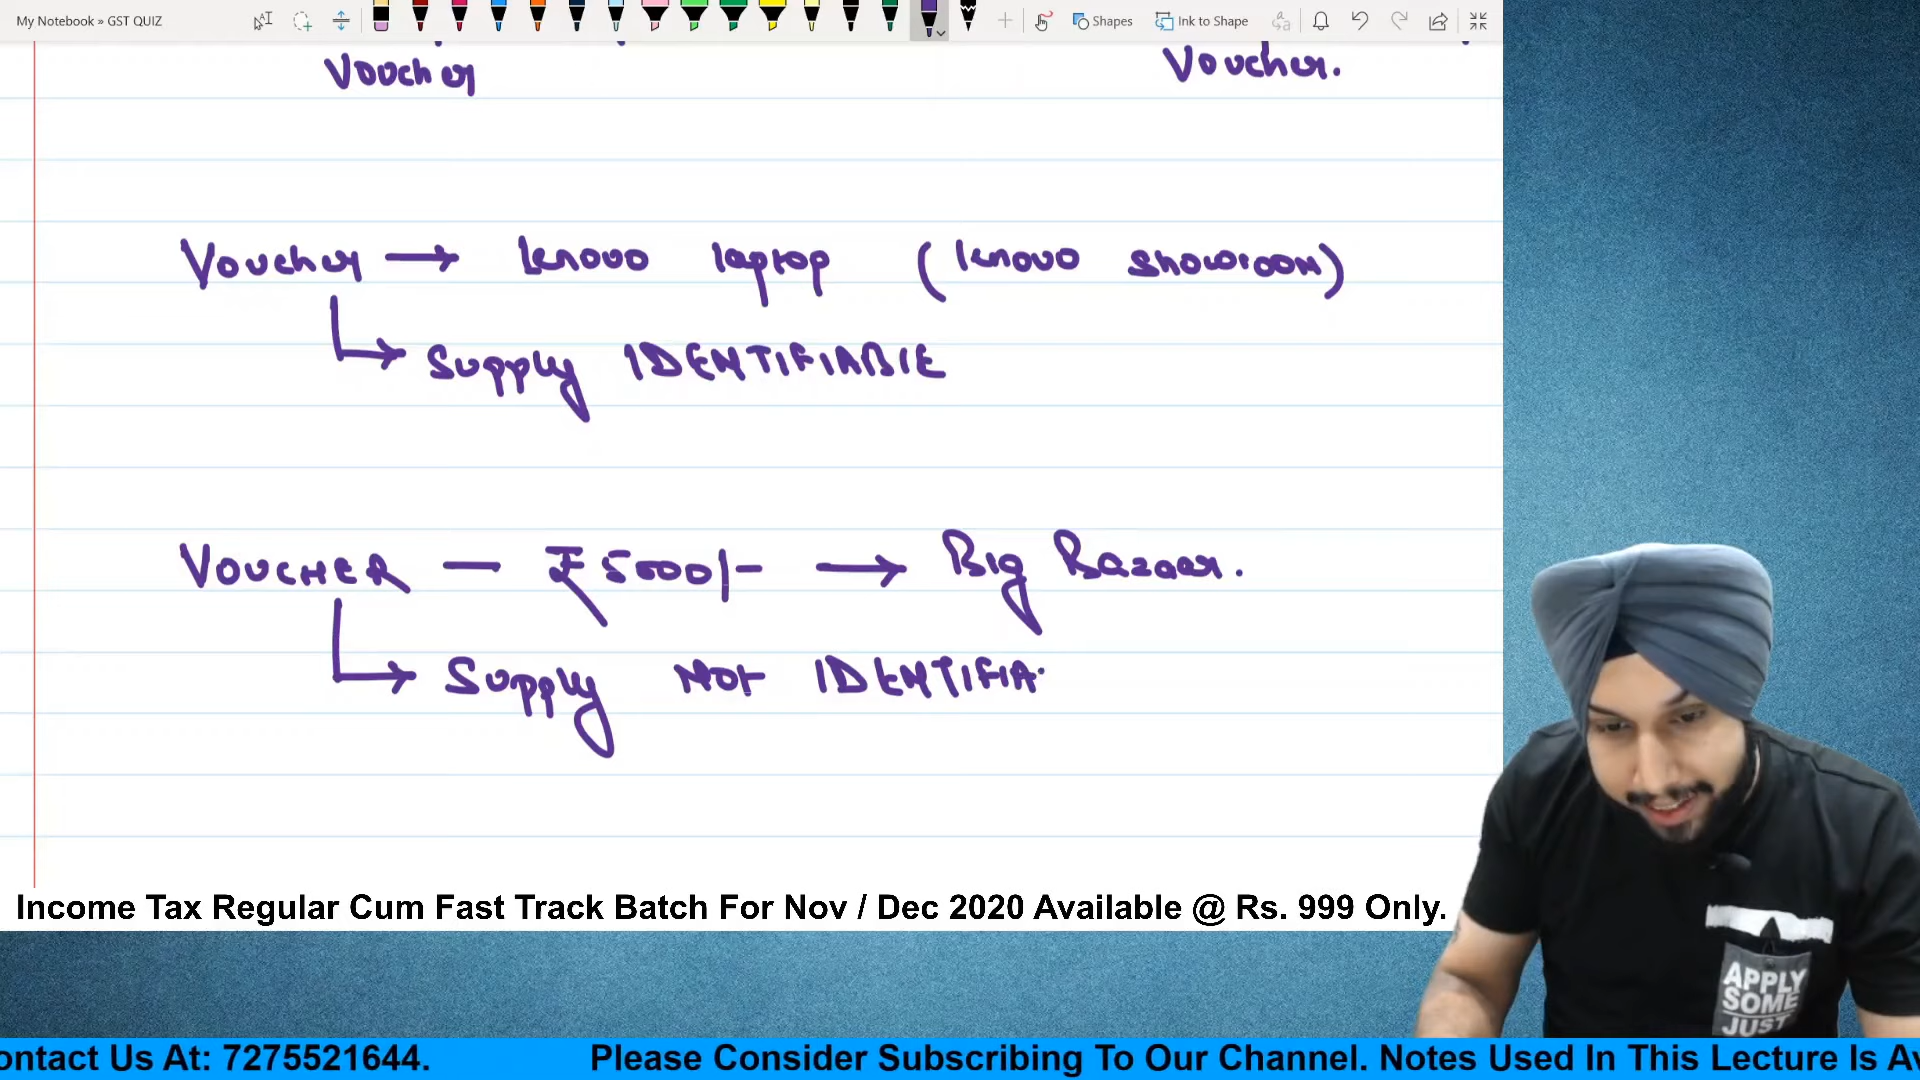 My Notebook » GST QUIZ
Shapes
Ink to Shape
Voucher
Voucher.
Voucher → Lenovo laptop (Lenovo showroom)
→ Supply IDENTIFIABLE
VOUCHER — ₹5000/- → Big Bazaar.
→ Supply Not IDENTIFIA
Income Tax Regular Cum Fast Track Batch For Nov / Dec 2020 Available @ Rs. 999 Only.
APPLY
SOME
JUST
ontact Us At: 7275521644. Please Consider Subscribing To Our Channel. Notes Used In This Lecture Is Av